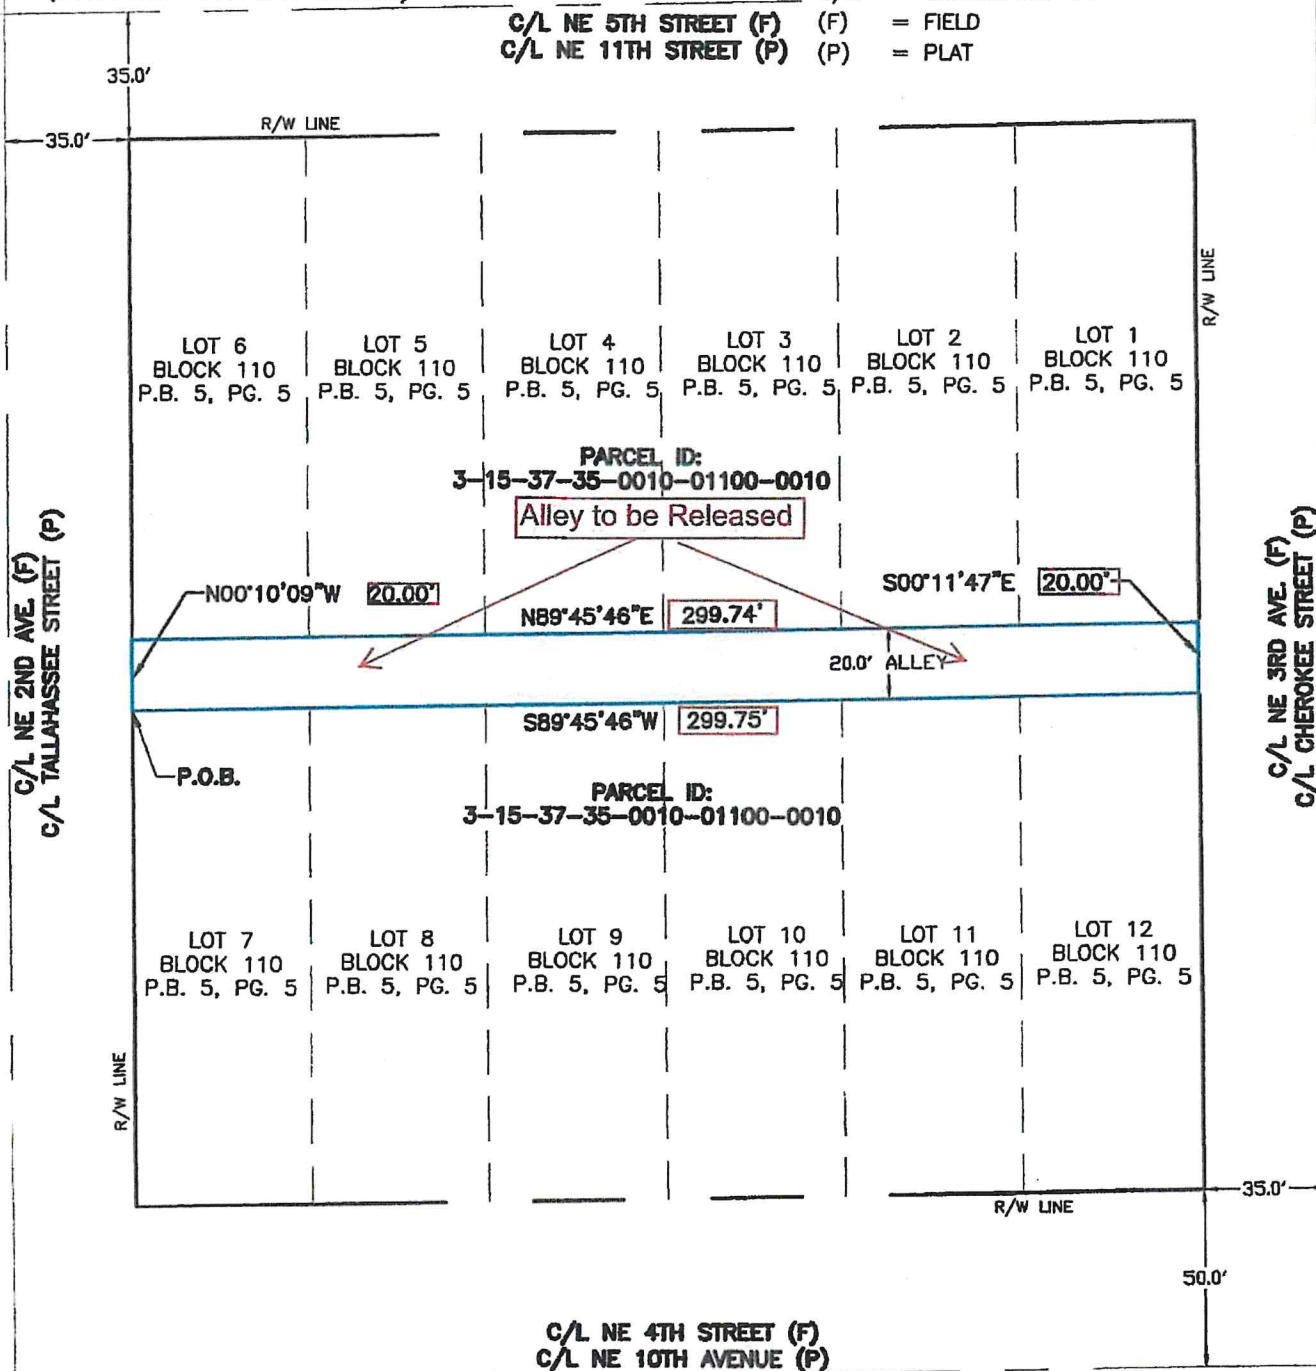 C/L NE 5TH STREET (F) (F) = FIELD
C/L NE 11TH STREET (P) (P) = PLAT
35.0'
R/W LINE
35.0'
R/W LINE
LOT 6
BLOCK 110
P.B. 5, PG. 5
LOT 5
BLOCK 110
P.B. 5, PG. 5
LOT 4
BLOCK 110
P.B. 5, PG. 5
LOT 3
BLOCK 110
P.B. 5, PG. 5
LOT 2
BLOCK 110
P.B. 5, PG. 5
LOT 1
BLOCK 110
P.B. 5, PG. 5
PARCEL ID:
3-15-37-35-0010-01100-0010
Alley to be Released
C/L NE 2ND AVE. (F)
C/L TALLAHASSEE STREET (P)
C/L NE 3RD AVE. (F)
C/L CHEROKEE STREET (P)
N00°10'09"W 20.00'
S00°11'47"E 20.00'
N89°45'46"E 299.74'
20.0' ALLEY
S89°45'46"W 299.75'
P.O.B.
PARCEL ID:
3-15-37-35-0010-01100-0010
LOT 7
BLOCK 110
P.B. 5, PG. 5
LOT 8
BLOCK 110
P.B. 5, PG. 5
LOT 9
BLOCK 110
P.B. 5, PG. 5
LOT 10
BLOCK 110
P.B. 5, PG. 5
LOT 11
BLOCK 110
P.B. 5, PG. 5
LOT 12
BLOCK 110
P.B. 5, PG. 5
R/W LINE
35.0'
R/W LINE
50.0'
C/L NE 4TH STREET (F)
C/L NE 10TH AVENUE (P)